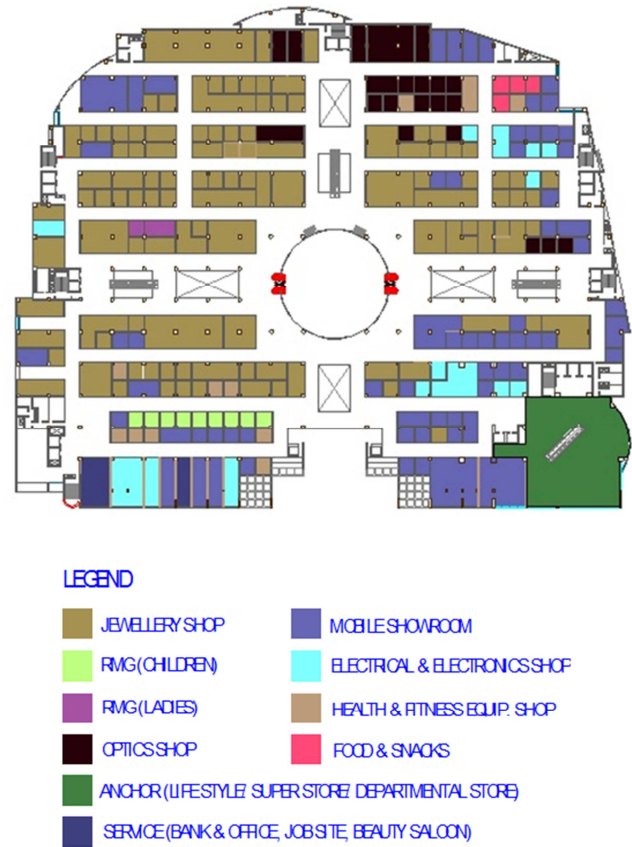 LEGEND
JEWELLERY SHOP
MOBILE SHOWROOM
RMG (CHILDREN)
ELECTRICAL & ELECTRONICS SHOP
RMG (LADIES)
HEALTH & FITNESS EQUIP. SHOP
OPTICS SHOP
FOOD & SNACKS
ANCHOR (LIFESTYLE/ SUPER STORE/ DEPARTMENTAL STORE)
SERVICE (BANK & OFFICE, JOB SITE, BEAUTY SALOON)